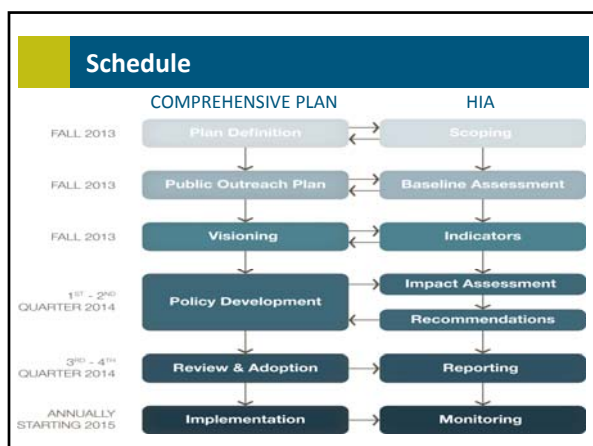 Schedule
COMPREHENSIVE PLAN HIA
FALL 2013 Plan Definition Scoping
FALL 2013 Public Outreach Plan Baseline Assessment
FALL 2013 Visioning Indicators
1ST - 2ND
QUARTER 2014
Policy Development
Impact Assessment
Recommendations
3RD - 4TH
QUARTER 2014
Review & Adoption Reporting
ANNUALLY
STARTING 2015
Implementation Monitoring